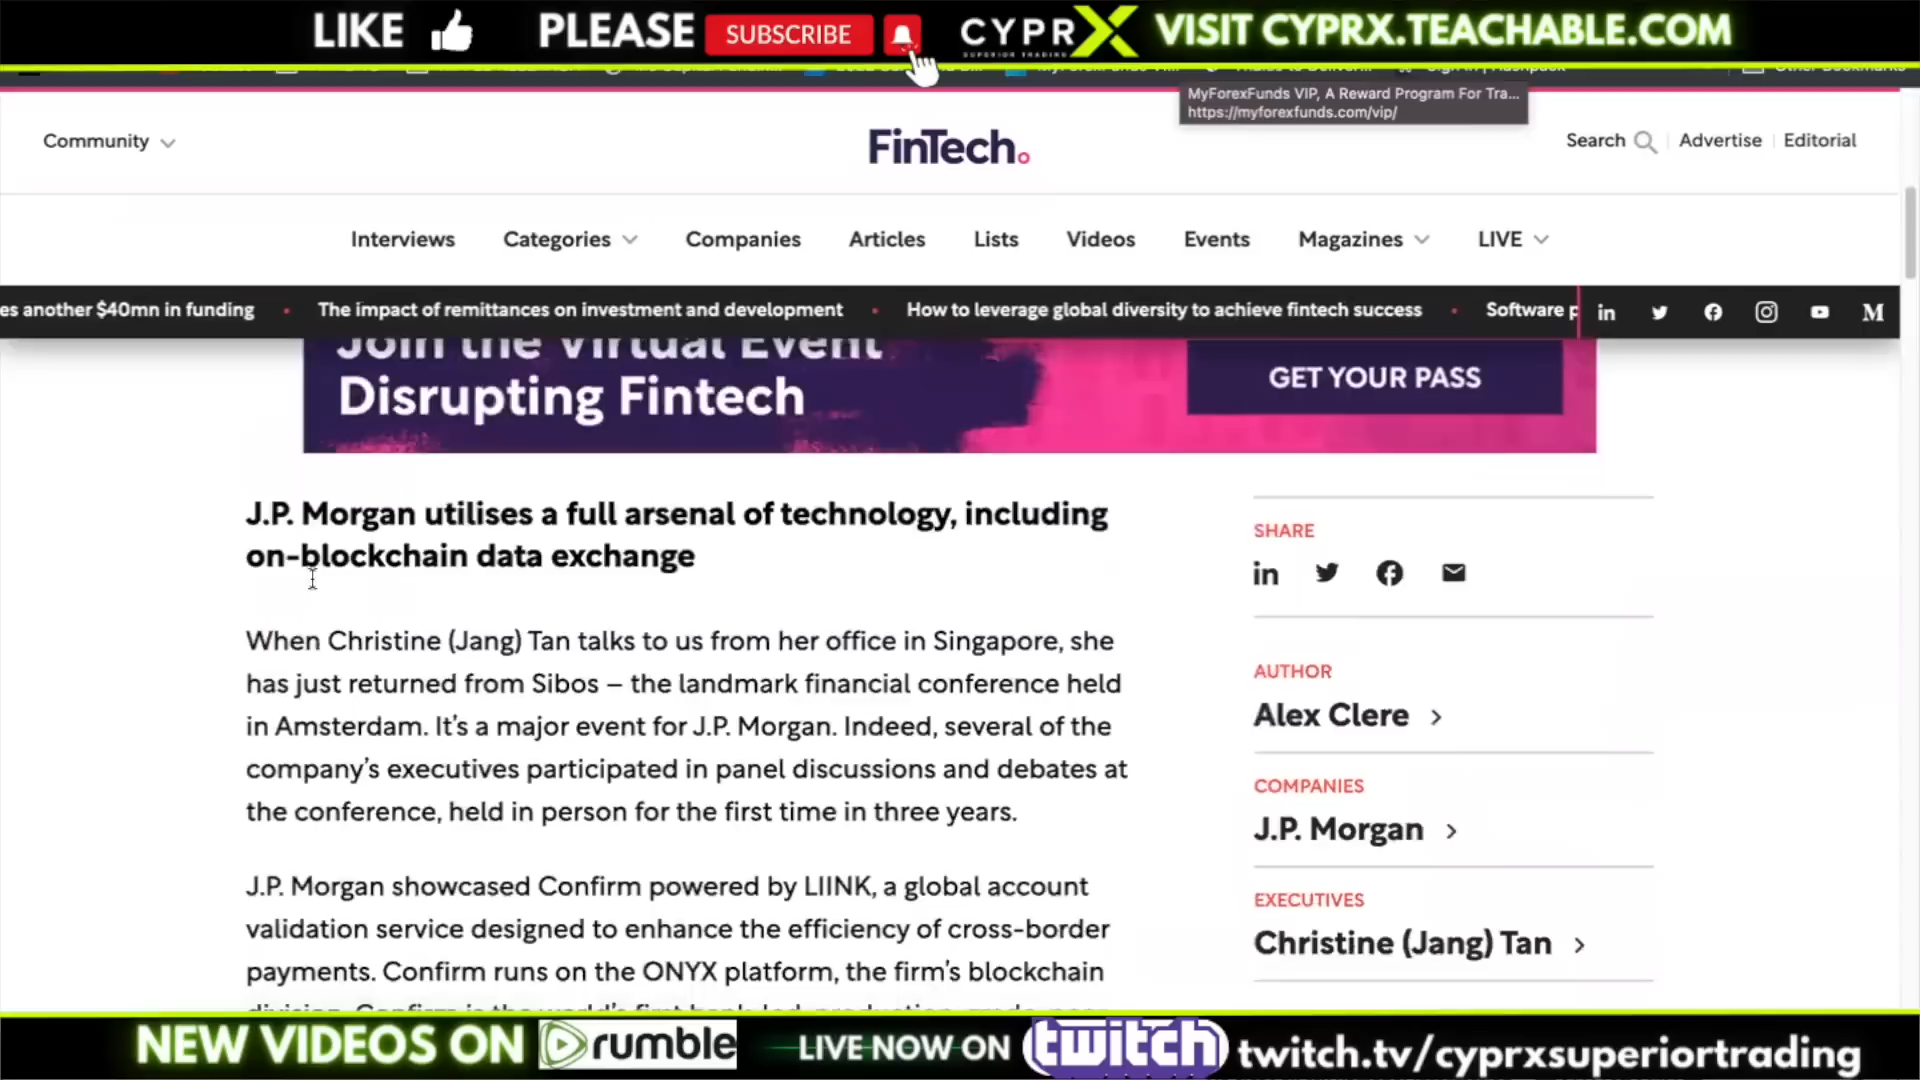 LIKE PLEASE SUBSCRIBE CYPRX SUPERIOR TRADING VISIT CYPRX.TEACHABLE.COM
MyForexFunds VIP, A Reward Program For Tra...
https://myforexfunds.com/vip/
Community FinTech. Search Advertise Editorial
Interviews Categories Companies Articles Lists Videos Events Magazines LIVE
es another $40mn in funding • The impact of remittances on investment and development • How to leverage global diversity to achieve fintech success • Software p
Join the Virtual Event
Disrupting Fintech
GET YOUR PASS
J.P. Morgan utilises a full arsenal of technology, including
on-blockchain data exchange
When Christine (Jang) Tan talks to us from her office in Singapore, she
has just returned from Sibos – the landmark financial conference held
in Amsterdam. It's a major event for J.P. Morgan. Indeed, several of the
company's executives participated in panel discussions and debates at
the conference, held in person for the first time in three years.
J.P. Morgan showcased Confirm powered by LIINK, a global account
validation service designed to enhance the efficiency of cross-border
payments. Confirm runs on the ONYX platform, the firm's blockchain
SHARE
AUTHOR
Alex Clere
COMPANIES
J.P. Morgan
EXECUTIVES
Christine (Jang) Tan
NEW VIDEOS ON rumble LIVE NOW ON twitch twitch.tv/cyprxsuperiortrading